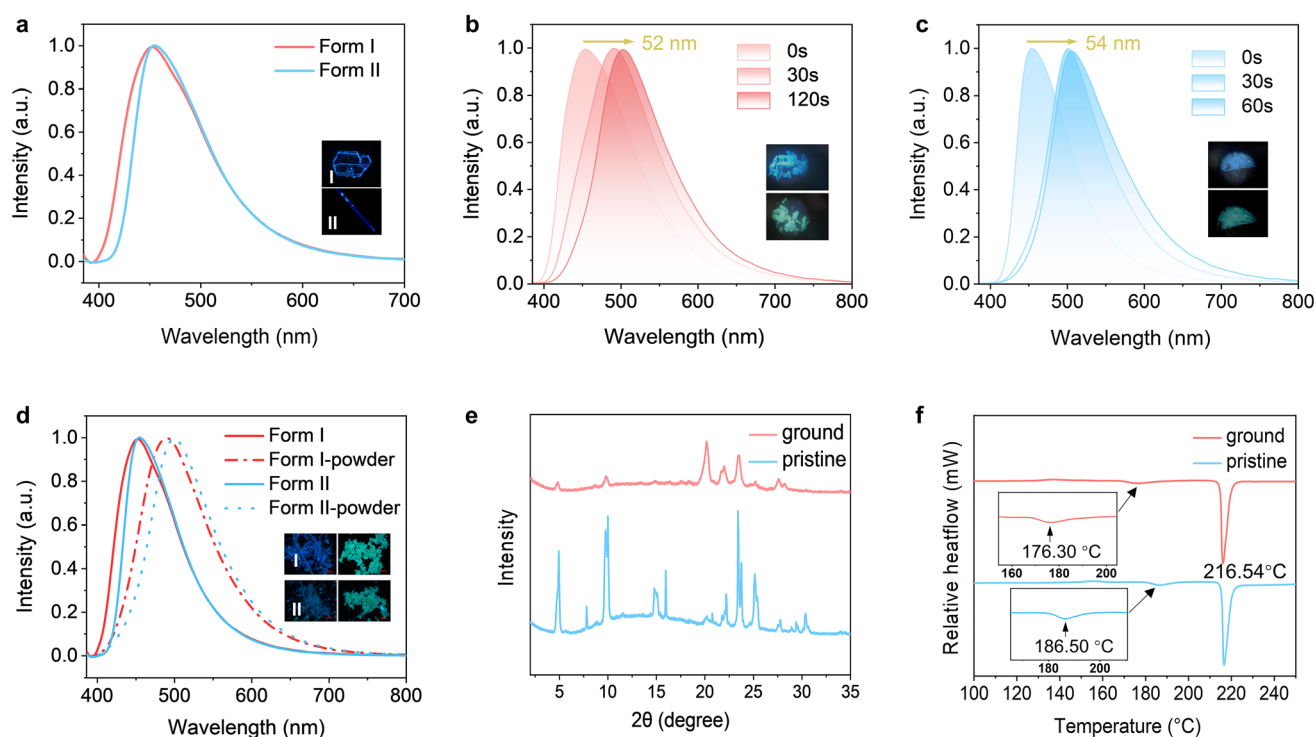 a
Intensity (a.u.)
1.0
0.8
0.6
0.4
0.2
0.0
400
500
600
700
Wavelength (nm)
Form I
Form II
I
II
b
Intensity (a.u.)
1.0
0.8
0.6
0.4
0.2
0.0
400
500
600
700
800
Wavelength (nm)
52 nm
0s
30s
120s
c
Intensity (a.u.)
1.0
0.8
0.6
0.4
0.2
0.0
400
500
600
700
800
Wavelength (nm)
54 nm
0s
30s
60s
d
Intensity (a.u.)
1.0
0.8
0.6
0.4
0.2
0.0
400
500
600
700
800
Wavelength (nm)
Form I
Form I-powder
Form II
Form II-powder
I
II
e
Intensity
5
10
15
20
25
30
35
2θ (degree)
ground
pristine
f
Relative heatflow (mW)
100
120
140
160
180
200
220
240
Temperature (°C)
ground
pristine
176.30 °C
160
180
200
216.54°C
186.50 °C
180
200